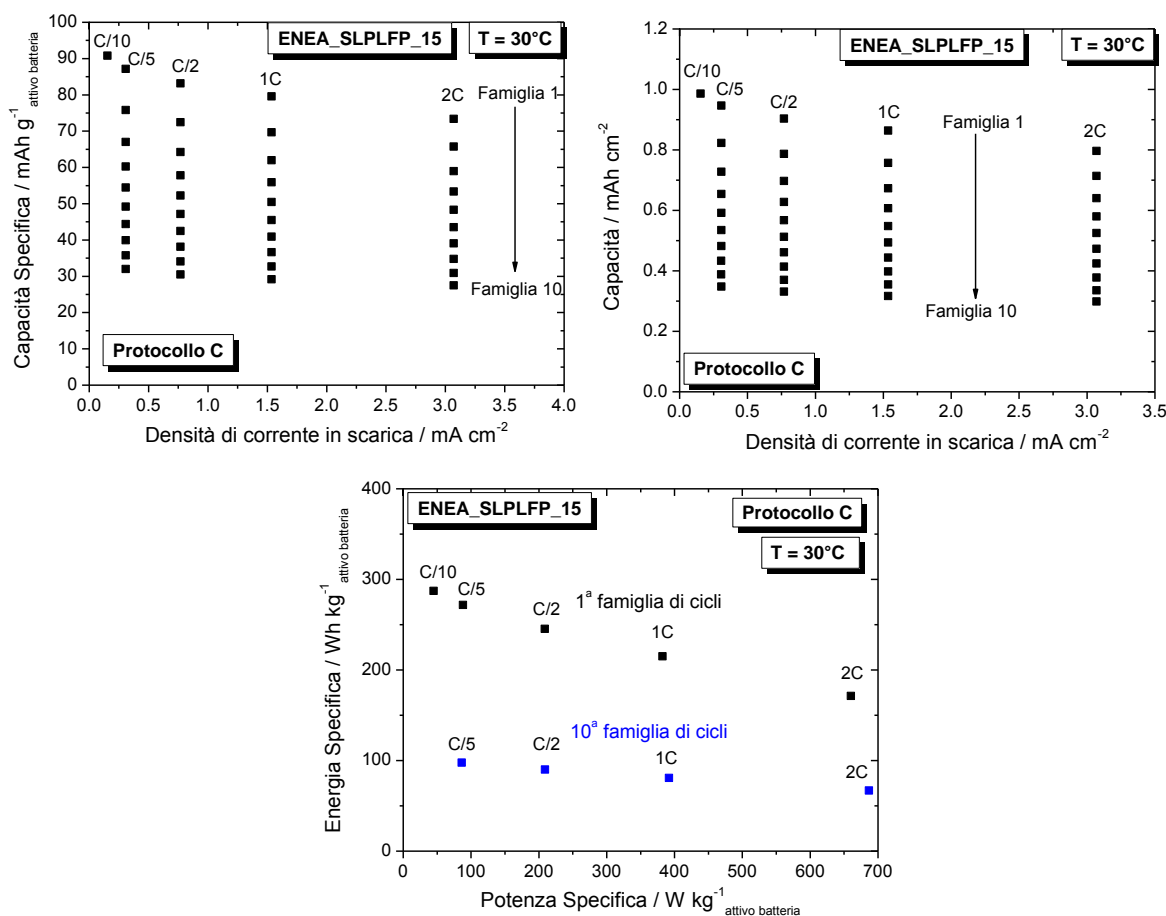 ENEA_SLPLFP_15
T = 30°C
C/10
C/5
C/2
1C
2C
Famiglia 1
Famiglia 10
Protocollo C
100
90
80
70
60
50
40
30
20
10
0
0.0 0.5 1.0 1.5 2.0 2.5 3.0 3.5 4.0
Capacità Specifica / mAh g-1 attivo batteria
Densità di corrente in scarica / mA cm-2
ENEA_SLPLFP_15
T = 30°C
C/10
C/5
C/2
1C
2C
Famiglia 1
Famiglia 10
Protocollo C
1.2
1.0
0.8
0.6
0.4
0.2
0.0
0.0 0.5 1.0 1.5 2.0 2.5 3.0 3.5
Capacità / mAh cm-2
Densità di corrente in scarica / mA cm-2
ENEA_SLPLFP_15
Protocollo C
T = 30°C
C/10
C/5
C/2
1a famiglia di cicli
1C
2C
10a famiglia di cicli
C/5
C/2
1C
2C
400
300
200
100
0
0 100 200 300 400 500 600 700
Energia Specifica / Wh kg-1 attivo batteria
Potenza Specifica / W kg-1 attivo batteria